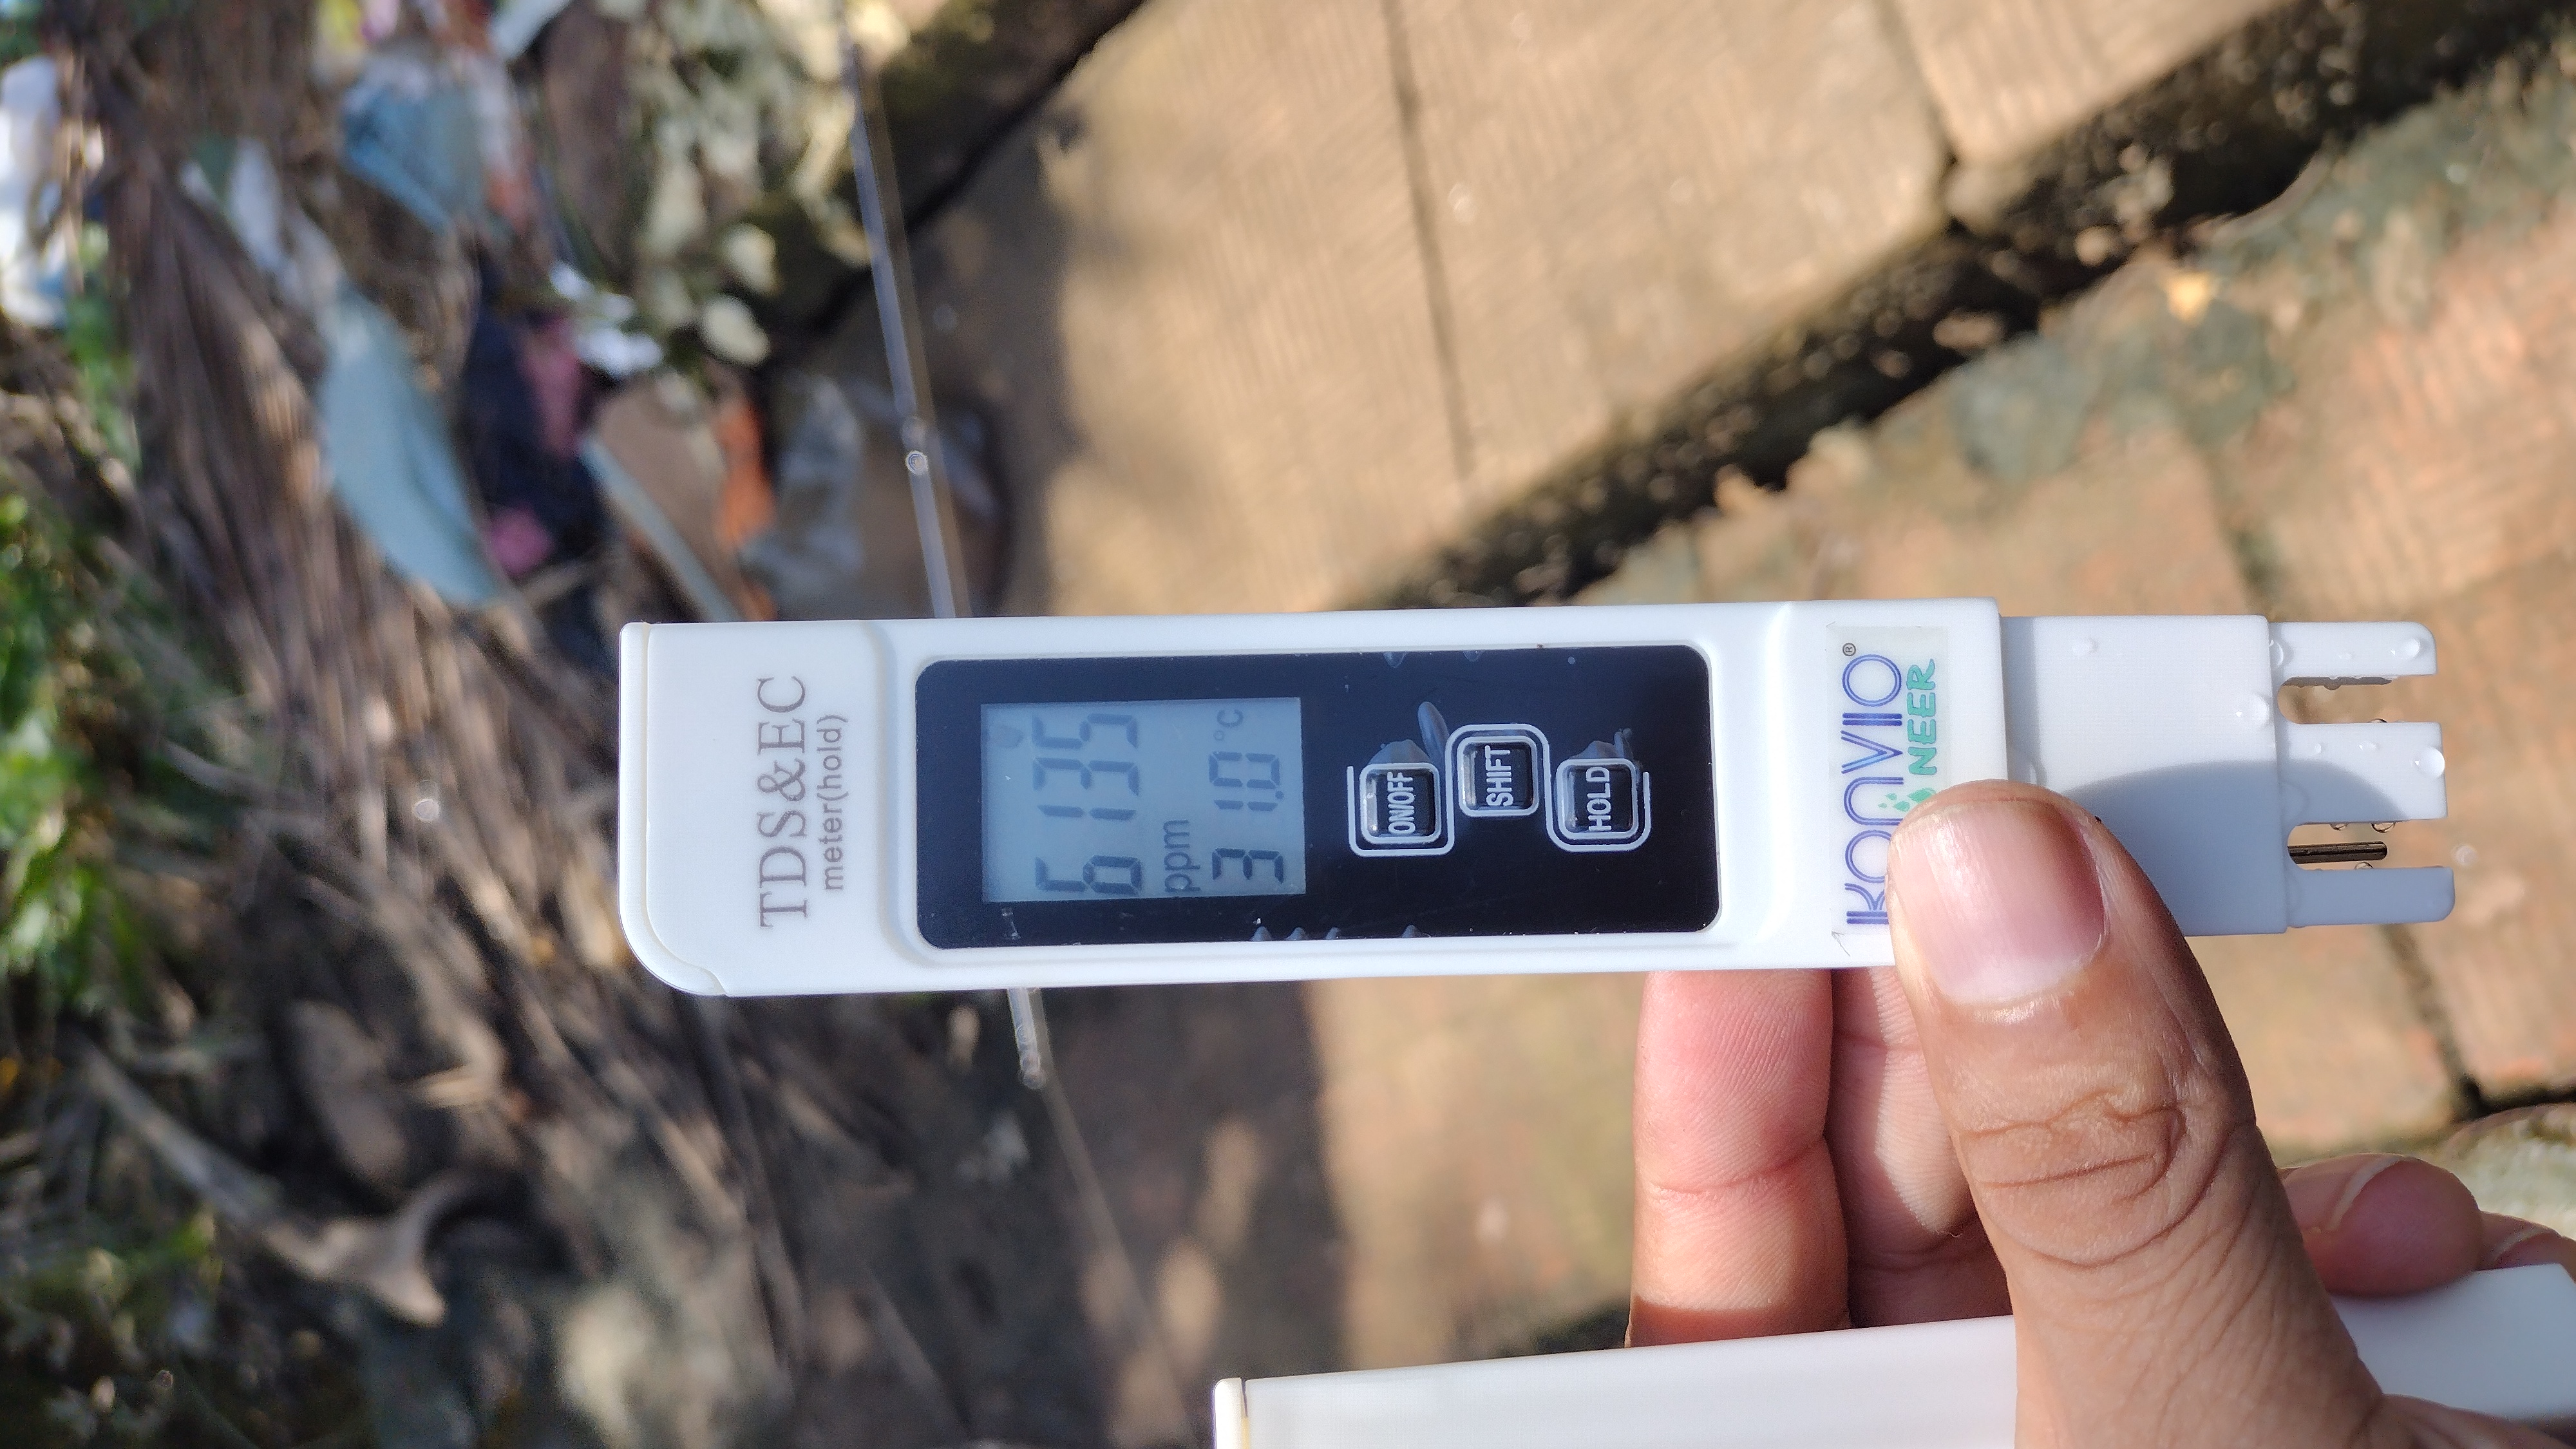 TDS&EC
meter(hold)
6135
ppm
31.0 °C
ON/OFF
SHIFT
HOLD
KONVIO®
NEER